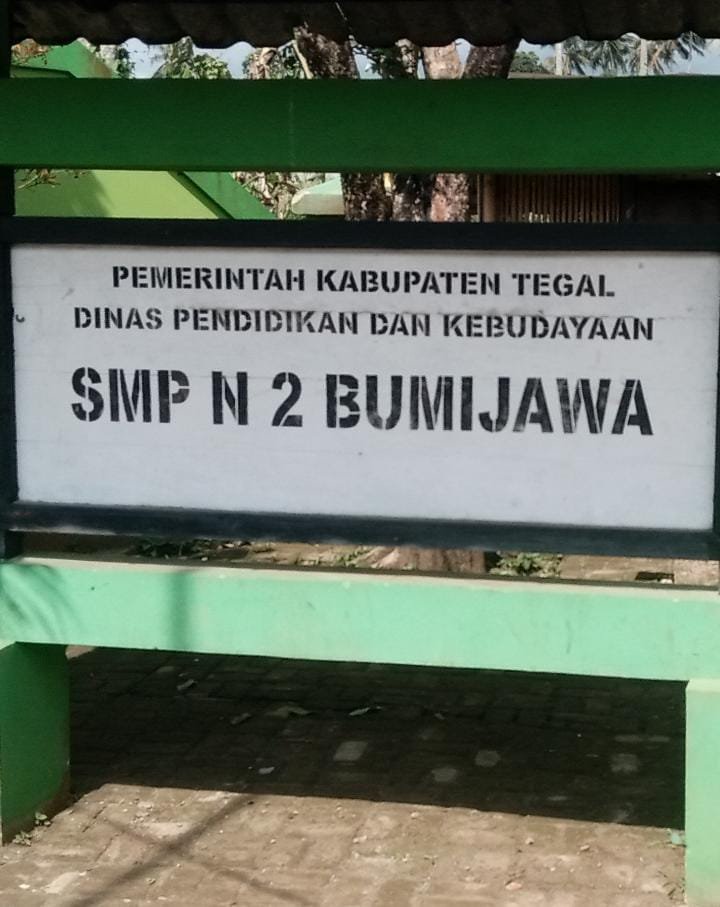 PEMERINTAH KABUPATEN TEGAL
DINAS PENDIDIKAN DAN KEBUDAYAAN
SMP N 2 BUMIJAWA